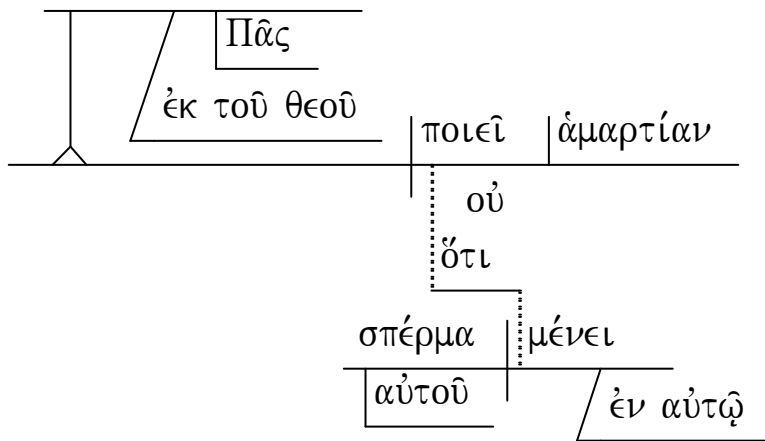 Πᾶς
ἐκ τοῦ θεοῦ
ποιεῖ ἁμαρτίαν
οὐ
ὅτι
σπέρμα μένει
αὐτοῦ
ἐν αὐτῷ